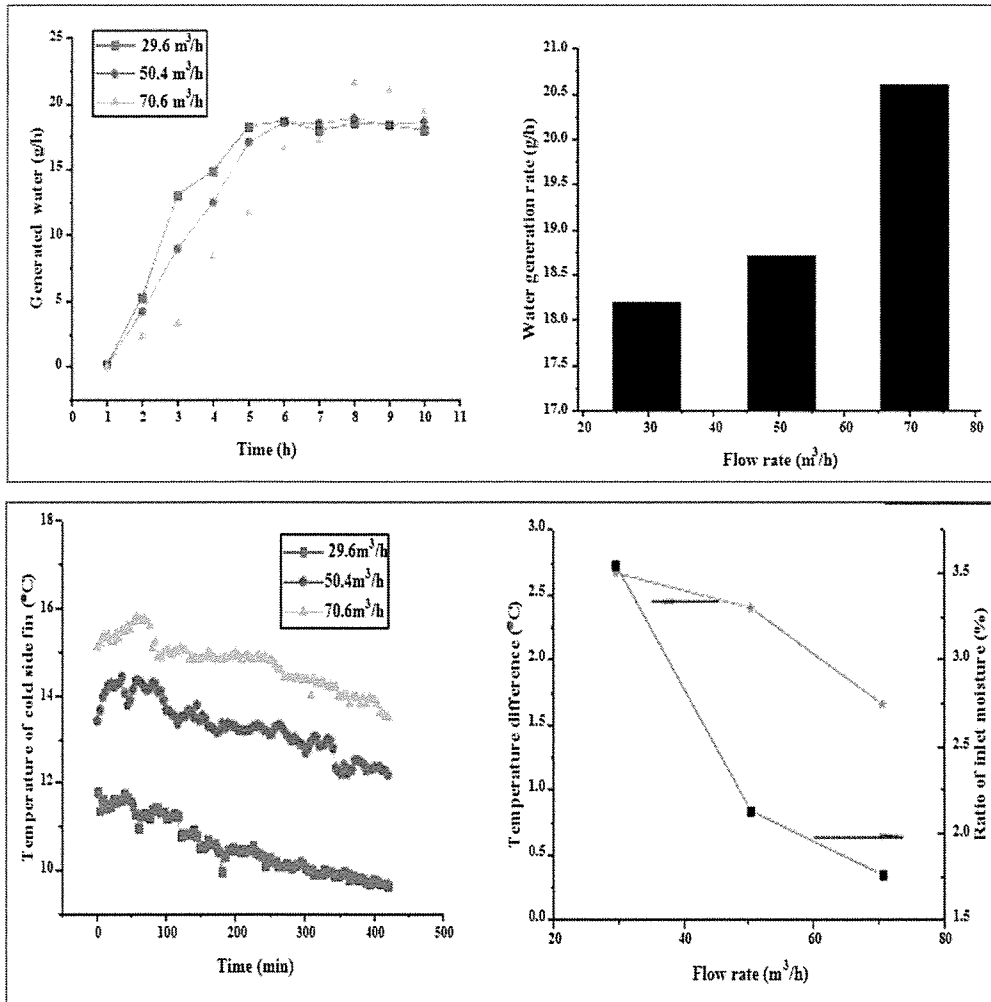 29.6 m³/h
50.4 m³/h
70.6 m³/h
25
20
15
10
5
0
Generated water (g/h)
0 1 2 3 4 5 6 7 8 9 10 11
Time (h)
21.0
20.5
20.0
19.5
19.0
18.5
18.0
17.5
17.0
Water generation rate (g/h)
20 30 40 50 60 70 80
Flow rate (m³/h)
18
16
14
12
10
Temperature of cold side fin (°C)
29.6m³/h
50.4m³/h
70.6m³/h
0 100 200 300 400 500
Time (min)
3.0
2.5
2.0
1.5
1.0
0.5
0.0
Temperature difference (°C)
3.5
3.0
2.5
2.0
1.5
Ratio of inlet moisture (%)
20 40 60 80
Flow rate (m³/h)